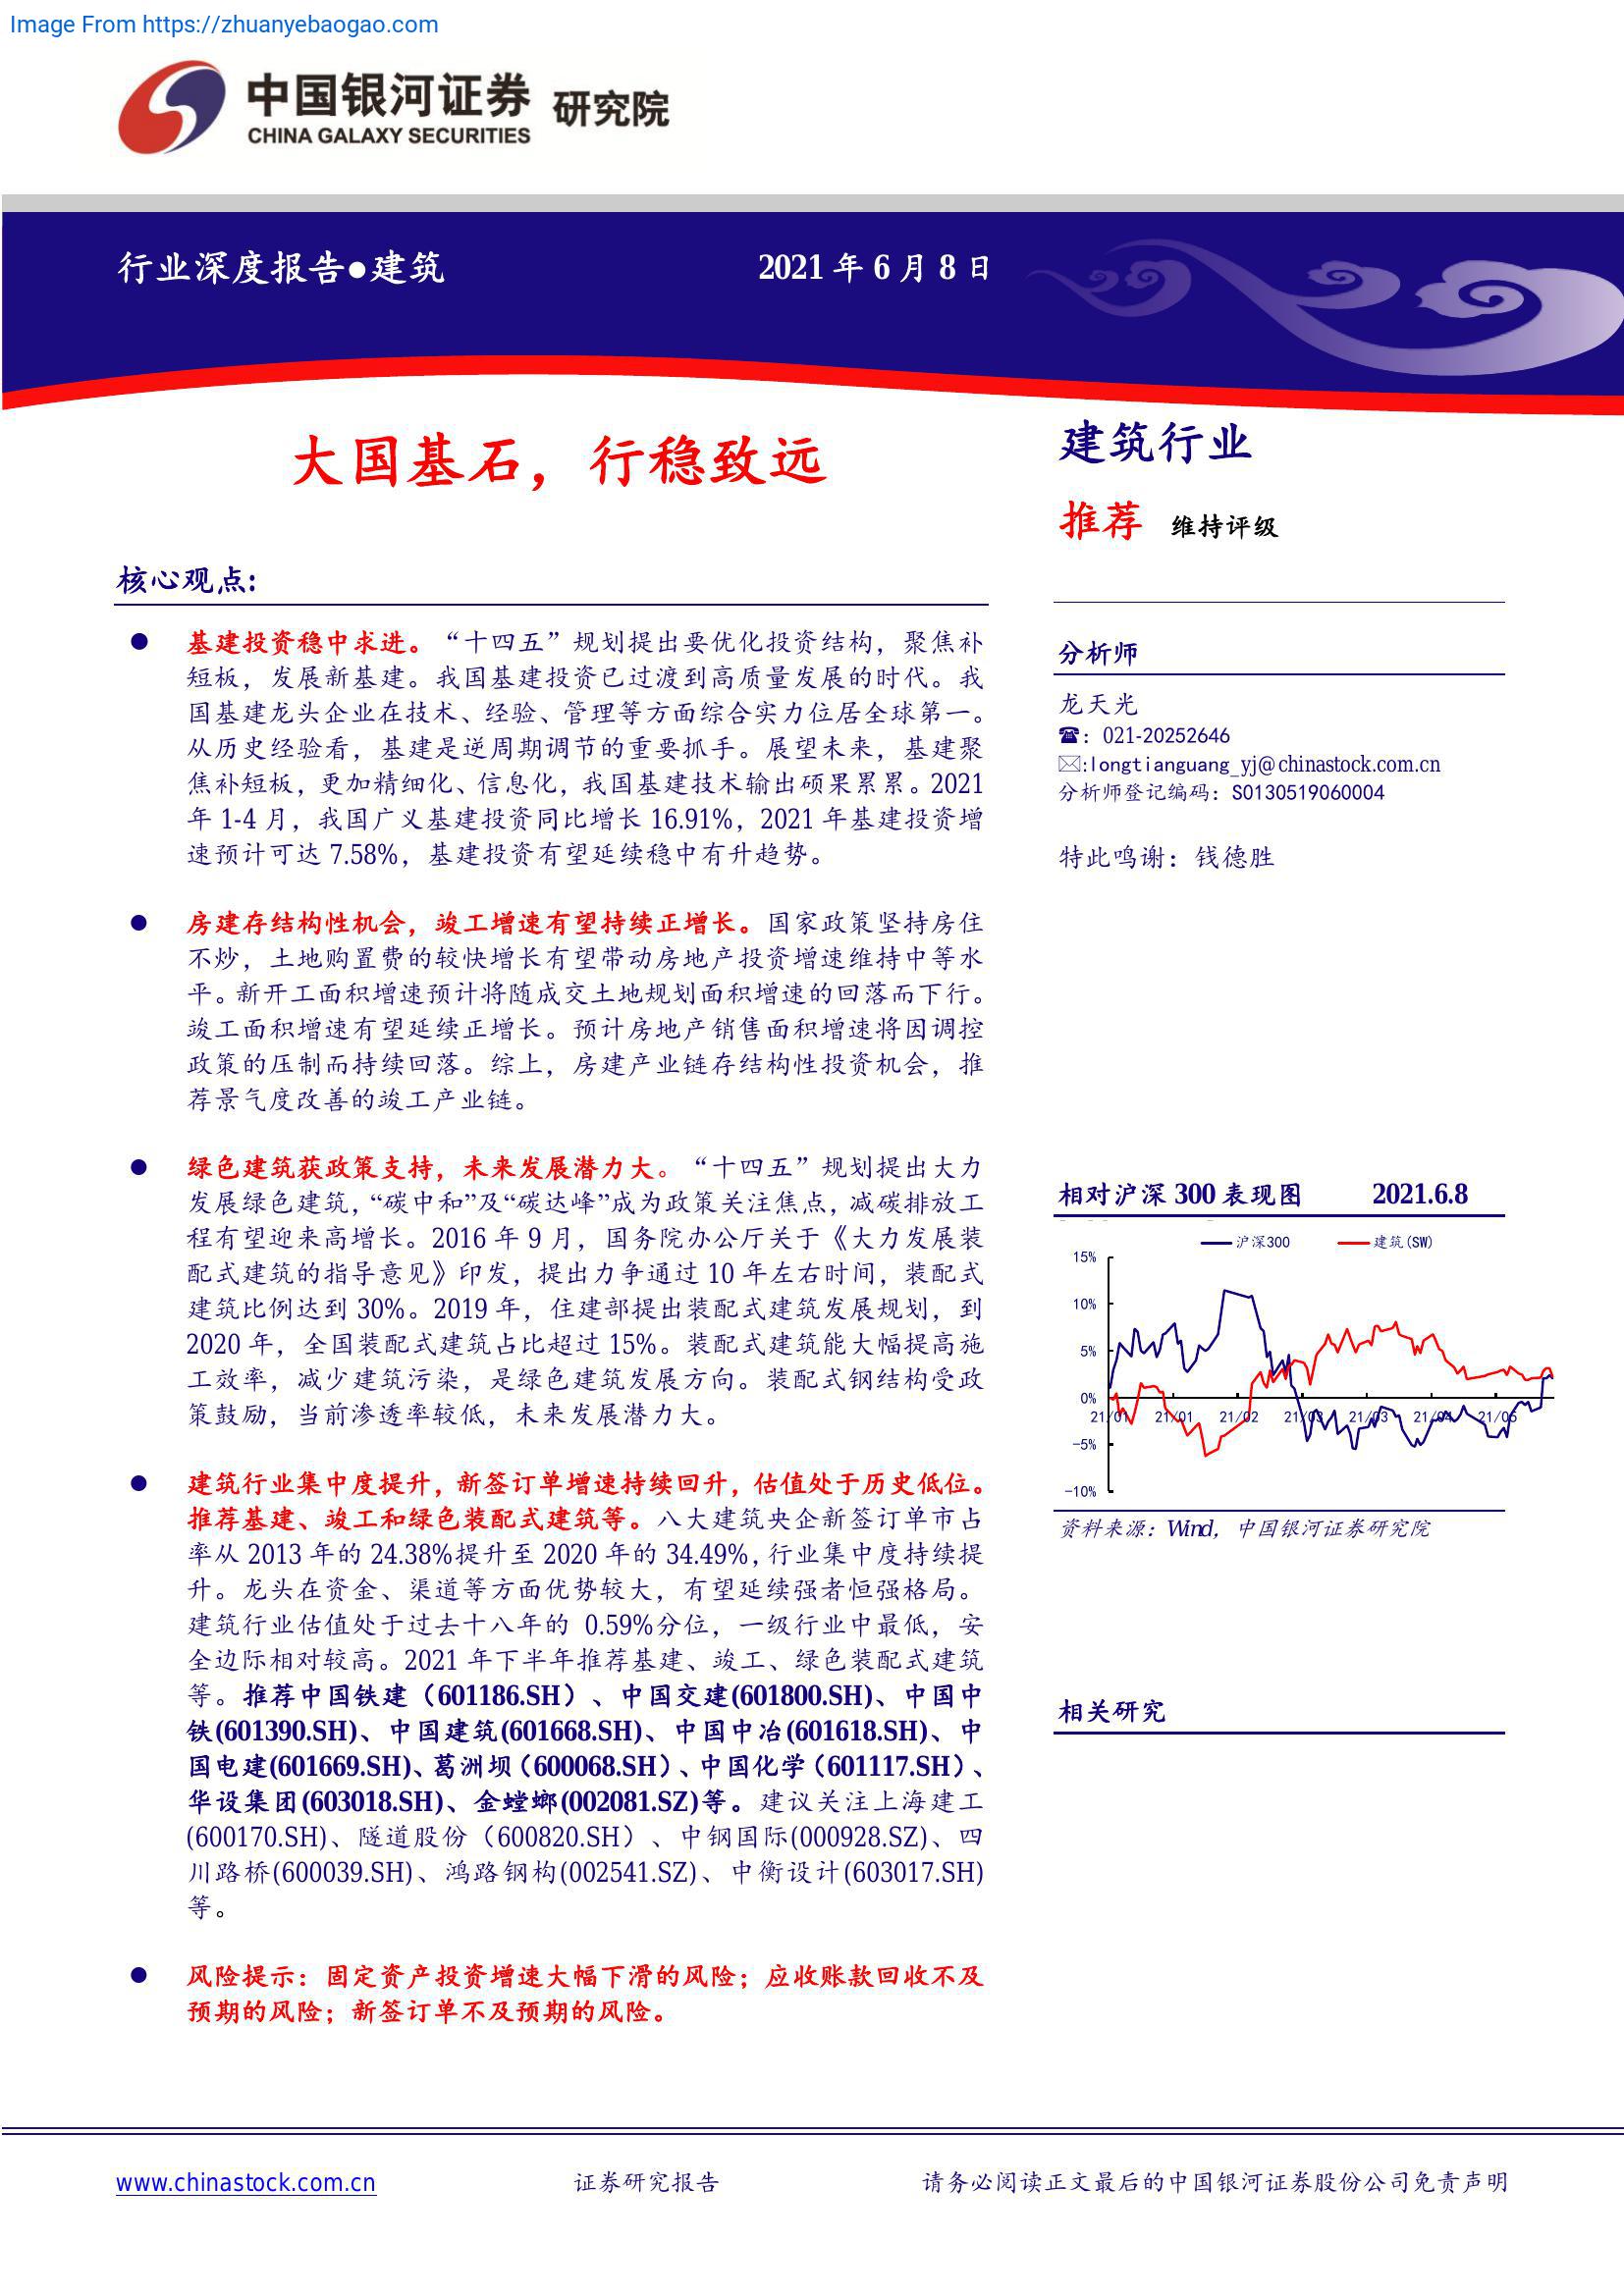 Image From https://zhuanyebaogao.com
中国银河证券 研究院
CHINA GALAXY SECURITIES
行业深度报告●建筑
2021 年 6 月 8 日
大国基石，行稳致远
核心观点:
● 基建投资稳中求进。“十四五”规划提出要优化投资结构，聚焦补
短板，发展新基建。我国基建投资已过渡到高质量发展的时代。我
国基建龙头企业在技术、经验、管理等方面综合实力位居全球第一。
从历史经验看，基建是逆周期调节的重要抓手。展望未来，基建聚
焦补短板，更加精细化、信息化，我国基建技术输出硕果累累。2021
年 1-4 月，我国广义基建投资同比增长 16.91%，2021 年基建投资增
速预计可达 7.58%，基建投资有望延续稳中有升趋势。
● 房建存结构性机会，竣工增速有望持续正增长。国家政策坚持房住
不炒，土地购置费的较快增长有望带动房地产投资增速维持中等水
平。新开工面积增速预计将随成交土地规划面积增速的回落而下行。
竣工面积增速有望延续正增长。预计房地产销售面积增速将因调控
政策的压制而持续回落。综上，房建产业链存结构性投资机会，推
荐景气度改善的竣工产业链。
● 绿色建筑获政策支持，未来发展潜力大。“十四五”规划提出大力
发展绿色建筑，“碳中和”及“碳达峰”成为政策关注焦点，减碳排放工
程有望迎来高增长。2016 年 9 月，国务院办公厅关于《大力发展装
配式建筑的指导意见》印发，提出力争通过 10 年左右时间，装配式
建筑比例达到 30%。2019 年，住建部提出装配式建筑发展规划，到
2020 年，全国装配式建筑占比超过 15%。装配式建筑能大幅提高施
工效率，减少建筑污染，是绿色建筑发展方向。装配式钢结构受政
策鼓励，当前渗透率较低，未来发展潜力大。
● 建筑行业集中度提升，新签订单增速持续回升，估值处于历史低位。
推荐基建、竣工和绿色装配式建筑等。八大建筑央企新签订单市占
率从 2013 年的 24.38%提升至 2020 年的 34.49%，行业集中度持续提
升。龙头在资金、渠道等方面优势较大，有望延续强者恒强格局。
建筑行业估值处于过去十八年的 0.59%分位，一级行业中最低，安
全边际相对较高。2021 年下半年推荐基建、竣工、绿色装配式建筑
等。推荐中国铁建（601186.SH）、中国交建(601800.SH)、中国中
铁(601390.SH)、中国建筑(601668.SH)、中国中冶(601618.SH)、中
国电建(601669.SH)、葛洲坝（600068.SH）、中国化学（601117.SH）、
华设集团(603018.SH)、金螳螂(002081.SZ)等。建议关注上海建工
(600170.SH)、隧道股份（600820.SH）、中钢国际(000928.SZ)、四
川路桥(600039.SH)、鸿路钢构(002541.SZ)、中衡设计(603017.SH)
等。
● 风险提示：固定资产投资增速大幅下滑的风险；应收账款回收不及
预期的风险；新签订单不及预期的风险。
建筑行业
推荐 维持评级
分析师
龙天光
☎：021-20252646
✉:longtianguang_yj@chinastock.com.cn
分析师登记编码：S0130519060004
特此鸣谢：钱德胜
相对沪深 300 表现图 2021.6.8
沪深300 建筑(SW)
15%
10%
5%
0%
21/01 21/01 21/02 21/03 21/03 21/04 21/05
-5%
-10%
资料来源：Wind，中国银河证券研究院
相关研究
www.chinastock.com.cn
证券研究报告
请务必阅读正文最后的中国银河证券股份公司免责声明